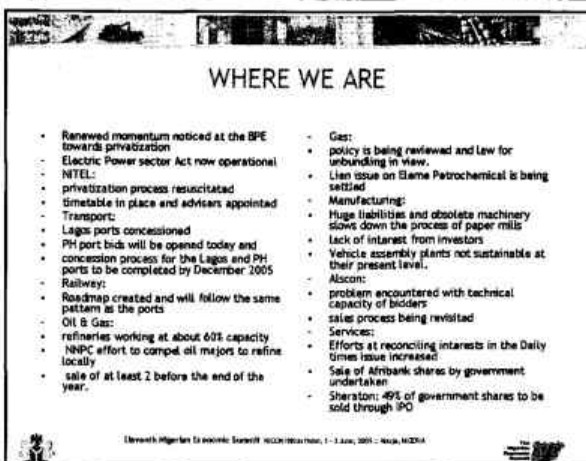 WHERE WE ARE
• Renewed momentum noticed at the BPE
towards privatization
- Electric Power sector Act now operational
- NITEL:
• privatization process resuscitated
• timetable in place and advisers appointed
- Transport:
• Lagos ports concessioned
• PH port bids will be opened today and
• concession process for the Lagos and PH
ports to be completed by December 2005
- Railway:
• Roadmap created and will follow the same
pattern as the ports
- Oil & Gas:
• refineries working at about 60% capacity
• NNPC effort to compel oil majors to refine
locally
• sale of at least 2 before the end of the
year.
- Gas:
• policy is being reviewed and law for
unbundling in view.
• Lien issue on Eleme Petrochemical is being
settled
- Manufacturing:
• Huge liabilities and obsolete machinery
slows down the process of paper mills
• lack of interest from investors
• Vehicle assembly plants not sustainable at
their present level.
- Alscon:
• problem encountered with technical
capacity of bidders
• sales process being revisited
- Services:
• Efforts at reconciling interests in the Daily
times issue increased
• Sale of Afribank shares by government
undertaken
• Sheraton: 49% of government shares to be
sold through IPO
Eleventh Nigerian Economic Summit NICON Hilton Hotel, 1 - 3 June, 2005 :: Abuja, NIGERIA